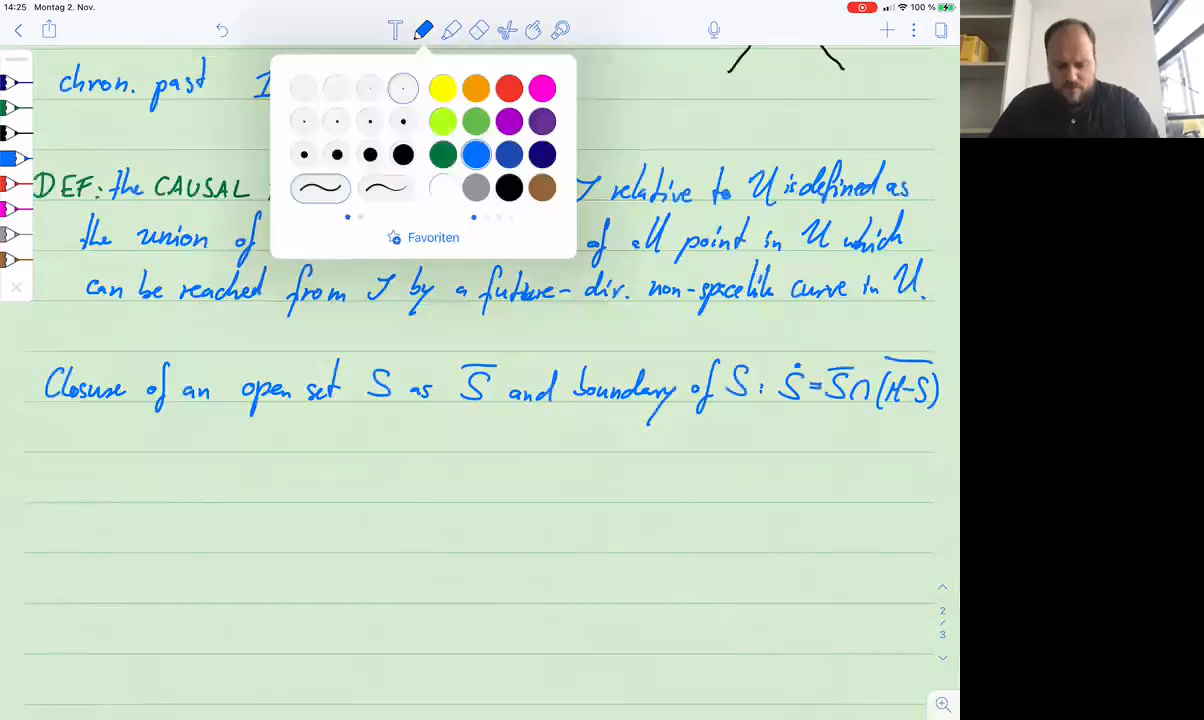 14:25 Montag 2. Nov. 100 %
T
chron. past I
DEF: the CAUSAL relative to U is defined as
the union of of all point in U which
can be reached from by a future-dir. non-spacelik curve in U.
Favoriten
Closure of an open set S as S̅ and boundary of S: Ṡ = S̅ ∩ (M-S)̅
2
/
3